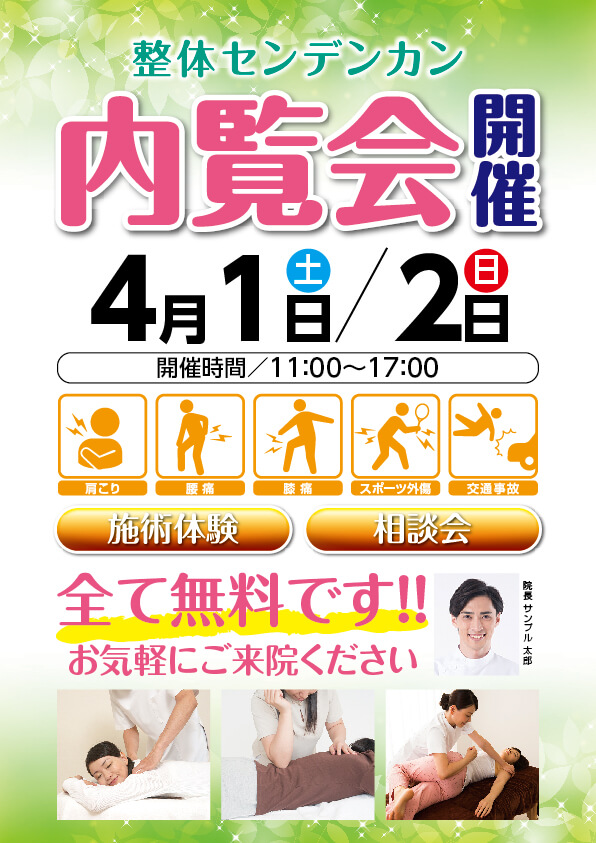 整体センデンカン
内覧会 開催
4月1日(土)/2日(日)
開催時間/11:00〜17:00
肩こり 腰痛 膝痛 スポーツ外傷 交通事故
施術体験 相談会
全て無料です!!
院長 サンプル 太郎
お気軽にご来院ください